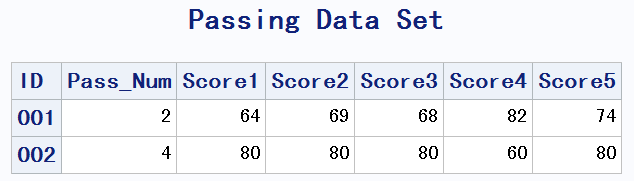 Passing Data Set
ID Pass_Num Score1 Score2 Score3 Score4 Score5
001 2 64 69 68 82 74
002 4 80 80 80 60 80